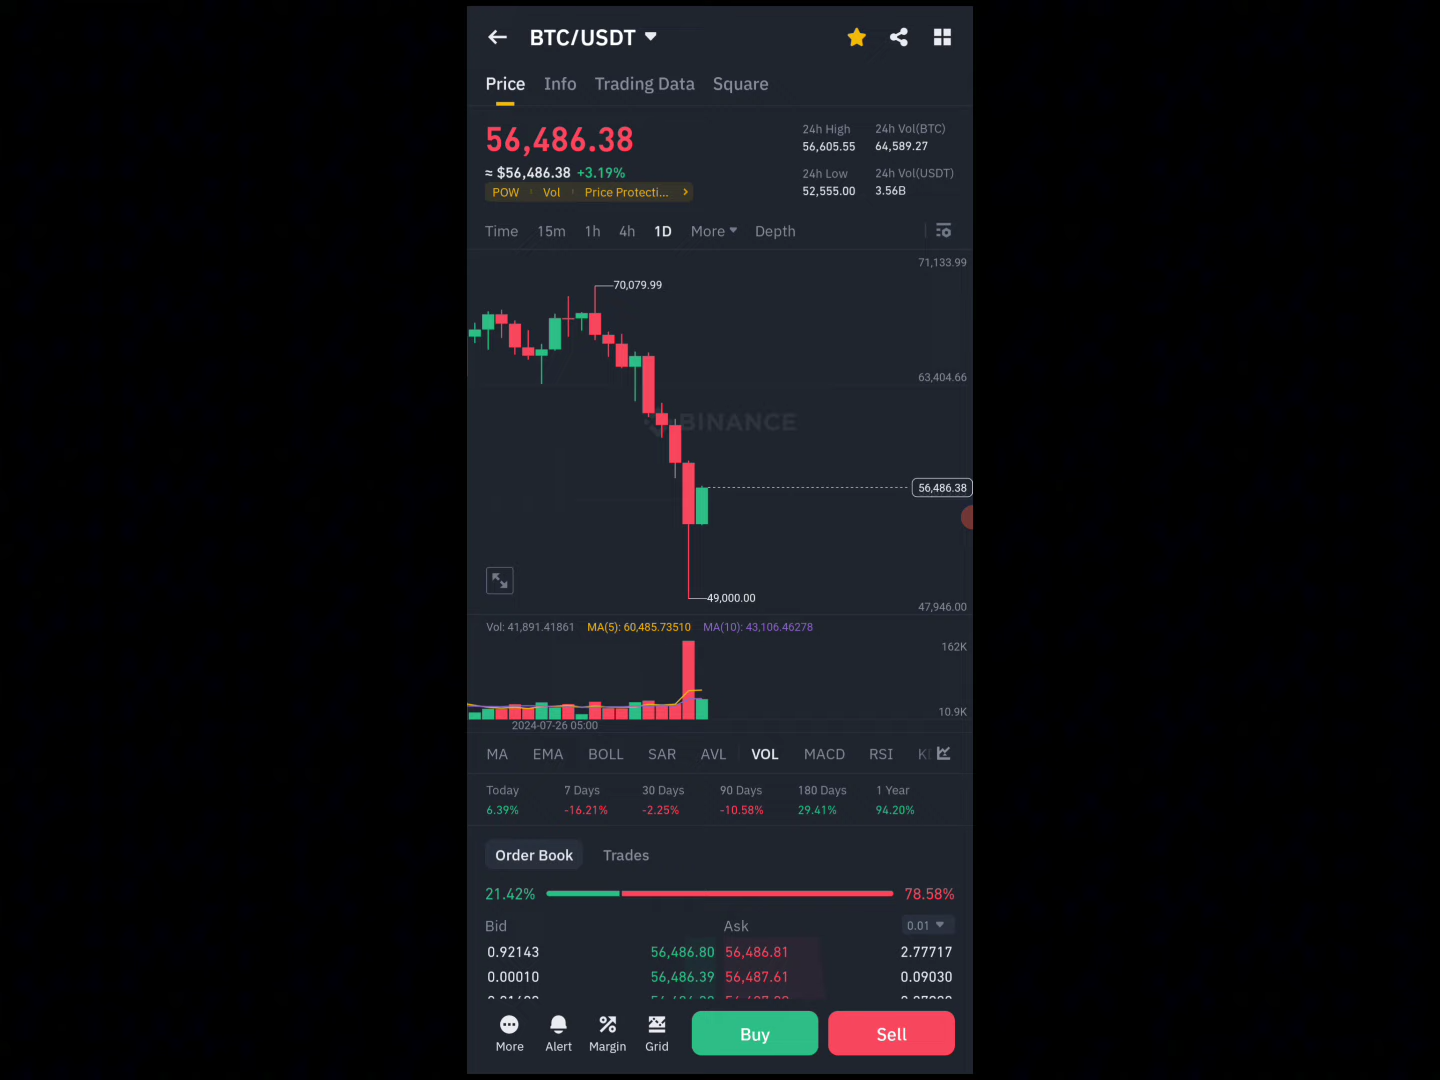 BTC/USDT
Price Info Trading Data Square
56,486.38
≈ $56,486.38 +3.19%
POW Vol Price Protecti... >
24h High 24h Vol(BTC)
56,605.55 64,589.27
24h Low 24h Vol(USDT)
52,555.00 3.56B
Time 15m 1h 4h 1D More Depth
71,133.99
70,079.99
63,404.66
BINANCE
56,486.38
49,000.00
47,946.00
Vol: 41,891.41861 MA(5): 60,485.73510 MA(10): 43,106.46278
162K
10.9K
2024-07-26 05:00
MA EMA BOLL SAR AVL VOL MACD RSI
Today 7 Days 30 Days 90 Days 180 Days 1 Year
6.39% -16.21% -2.25% -10.58% 29.41% 94.20%
Order Book Trades
21.42% 78.58%
Bid Ask 0.01
0.92143 56,486.80 56,486.81 2.77717
0.00010 56,486.39 56,487.61 0.09030
More Alert Margin Grid Buy Sell